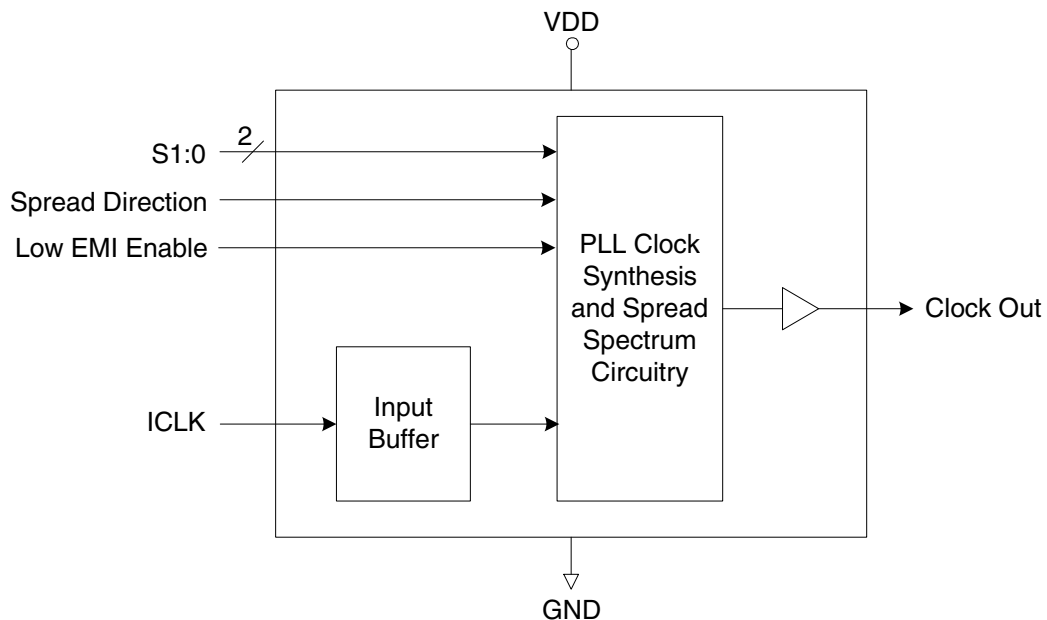 VDD
2
S1:0
Spread Direction
Low EMI Enable
PLL Clock
Synthesis
and Spread
Spectrum
Circuitry
Clock Out
ICLK
Input
Buffer
GND